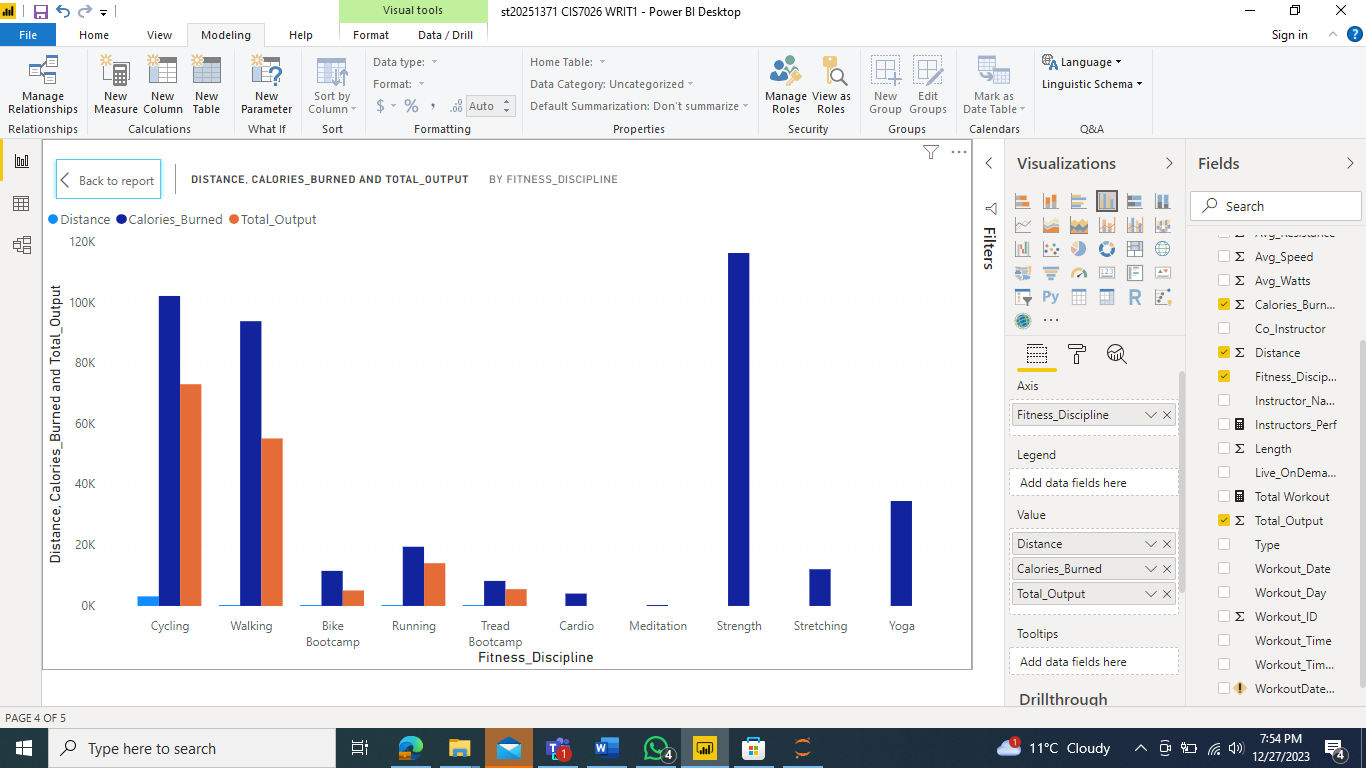 Visual tools
st20251371 CIS7026 WRIT1 - Power BI Desktop
File Home View Modeling Help Format Data / Drill Sign in
Manage Relationships
Relationships
New Measure
New Column
New Table
Calculations
New Parameter
What If
Sort by Column
Sort
Data type:
Format:
$ % , .00 Auto
Formatting
Home Table:
Data Category: Uncategorized
Default Summarization: Don't summarize
Properties
Manage Roles
View as Roles
Security
New Group
Edit Groups
Groups
Mark as Date Table
Calendars
Language
Linguistic Schema
Q&A
Back to report
DISTANCE, CALORIES_BURNED AND TOTAL_OUTPUT BY FITNESS_DISCIPLINE
Distance Calories_Burned Total_Output
Distance, Calories_Burned and Total_Output
120K
100K
80K
60K
40K
20K
0K
Cycling
Walking
Bike Bootcamp
Running
Tread Bootcamp
Cardio
Meditation
Strength
Stretching
Yoga
Fitness_Discipline
Filters
Visualizations
Py
R
123
Axis
Fitness_Discipline
Legend
Add data fields here
Value
Distance
Calories_Burned
Total_Output
Tooltips
Add data fields here
Drillthrough
Fields
Search
Avg_Resistance
Avg_Speed
Avg_Watts
Calories_Burn...
Co_Instructor
Distance
Fitness_Discip...
Instructor_Na...
Instructors_Perf
Length
Live_OnDema...
Total Workout
Total_Output
Type
Workout_Date
Workout_Day
Workout_ID
Workout_Time
Workout_Tim...
WorkoutDate...
PAGE 4 OF 5
Type here to search
1
4
1
11°C Cloudy
7:54 PM
12/27/2023
4